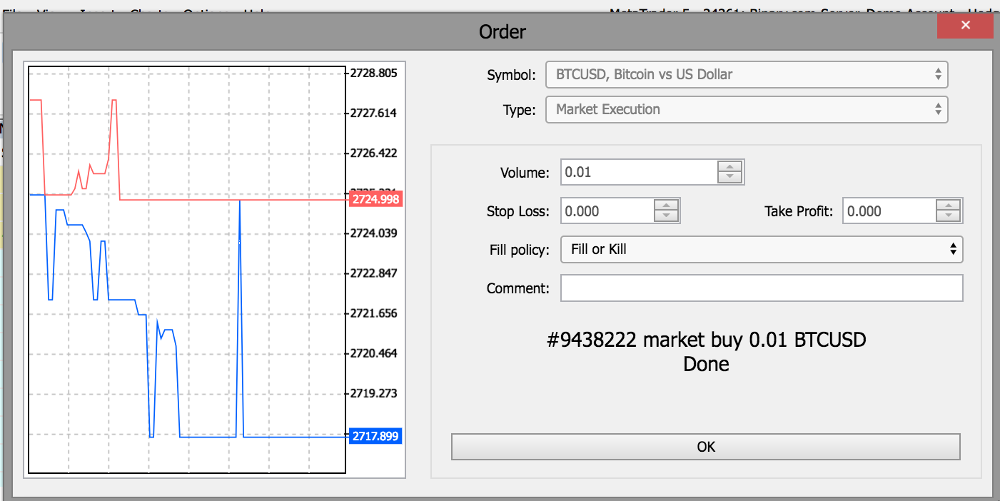 Order
2728.805
2727.614
2726.422
2724.998
2724.039
2722.847
2721.656
2720.464
2719.273
2717.899
Symbol: BTCUSD, Bitcoin vs US Dollar
Type: Market Execution
Volume: 0.01
Stop Loss: 0.000 Take Profit: 0.000
Fill policy: Fill or Kill
Comment:
#9438222 market buy 0.01 BTCUSD
Done
OK